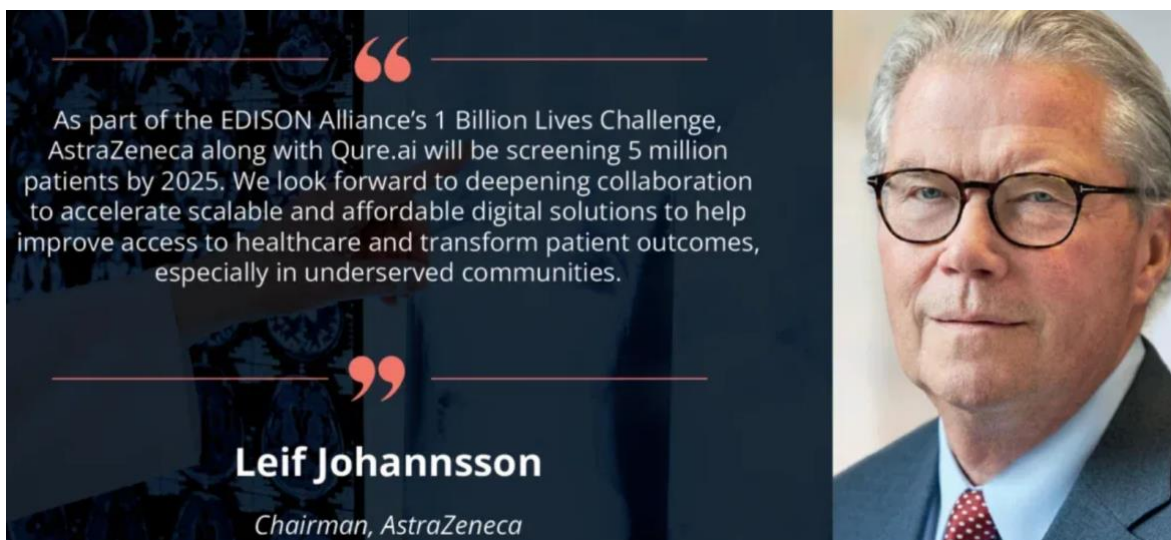 “
As part of the EDISON Alliance’s 1 Billion Lives Challenge,
AstraZeneca along with Qure.ai will be screening 5 million
patients by 2025. We look forward to deepening collaboration
to accelerate scalable and affordable digital solutions to help
improve access to healthcare and transform patient outcomes,
especially in underserved communities.
”
Leif Johannsson
Chairman, AstraZeneca